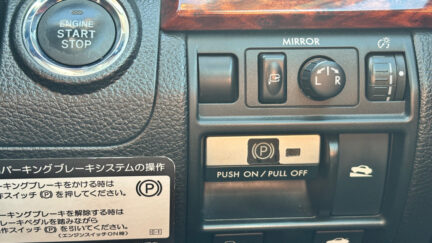 ENGINE
START
STOP
MIRROR
L R
PUSH ON / PULL OFF
パーキングブレーキシステムの操作
ーキングブレーキをかける時は
作スイッチ(P)を押してください。
ーキングブレーキを解除する時は
レーキペダルを踏みながら
作スイッチ(P)を引いてください。
(エンジンスイッチON時)